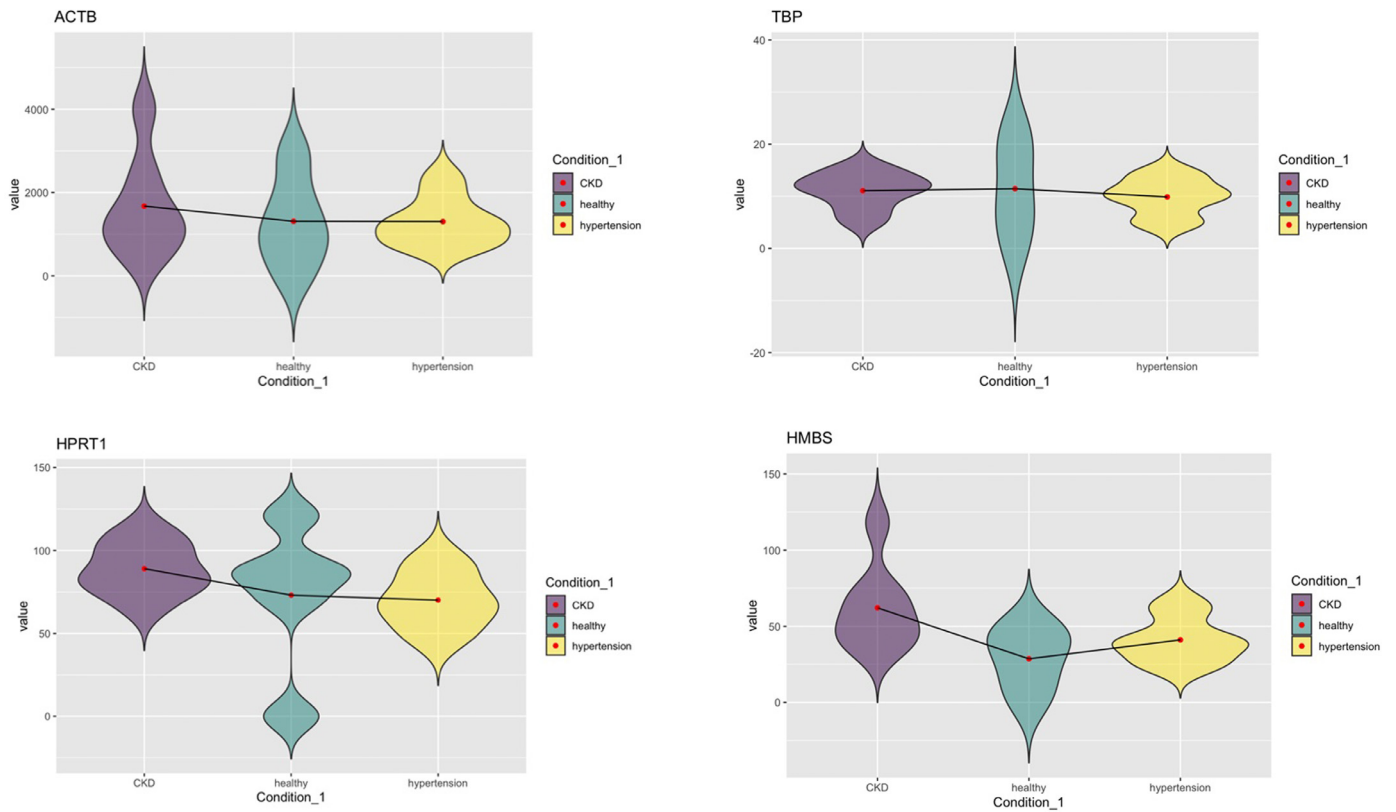 ACTB
4000
2000
0
value
CKD
healthy
hypertension
Condition_1
Condition_1
CKD
healthy
hypertension
TBP
40
20
0
-20
value
CKD
healthy
hypertension
Condition_1
Condition_1
CKD
healthy
hypertension
HPRT1
150
100
50
0
value
CKD
healthy
hypertension
Condition_1
Condition_1
CKD
healthy
hypertension
HMBS
150
100
50
0
value
CKD
healthy
hypertension
Condition_1
Condition_1
CKD
healthy
hypertension